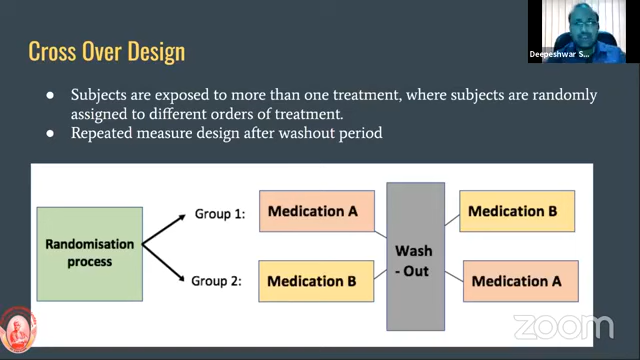 Cross Over Design
Deepeshwar S...
● Subjects are exposed to more than one treatment, where subjects are randomly
assigned to different orders of treatment.
● Repeated measure design after washout period
Randomisation
process
Group 1:
Medication A
Wash
- Out
Medication B
Group 2:
Medication B
Medication A
zoom